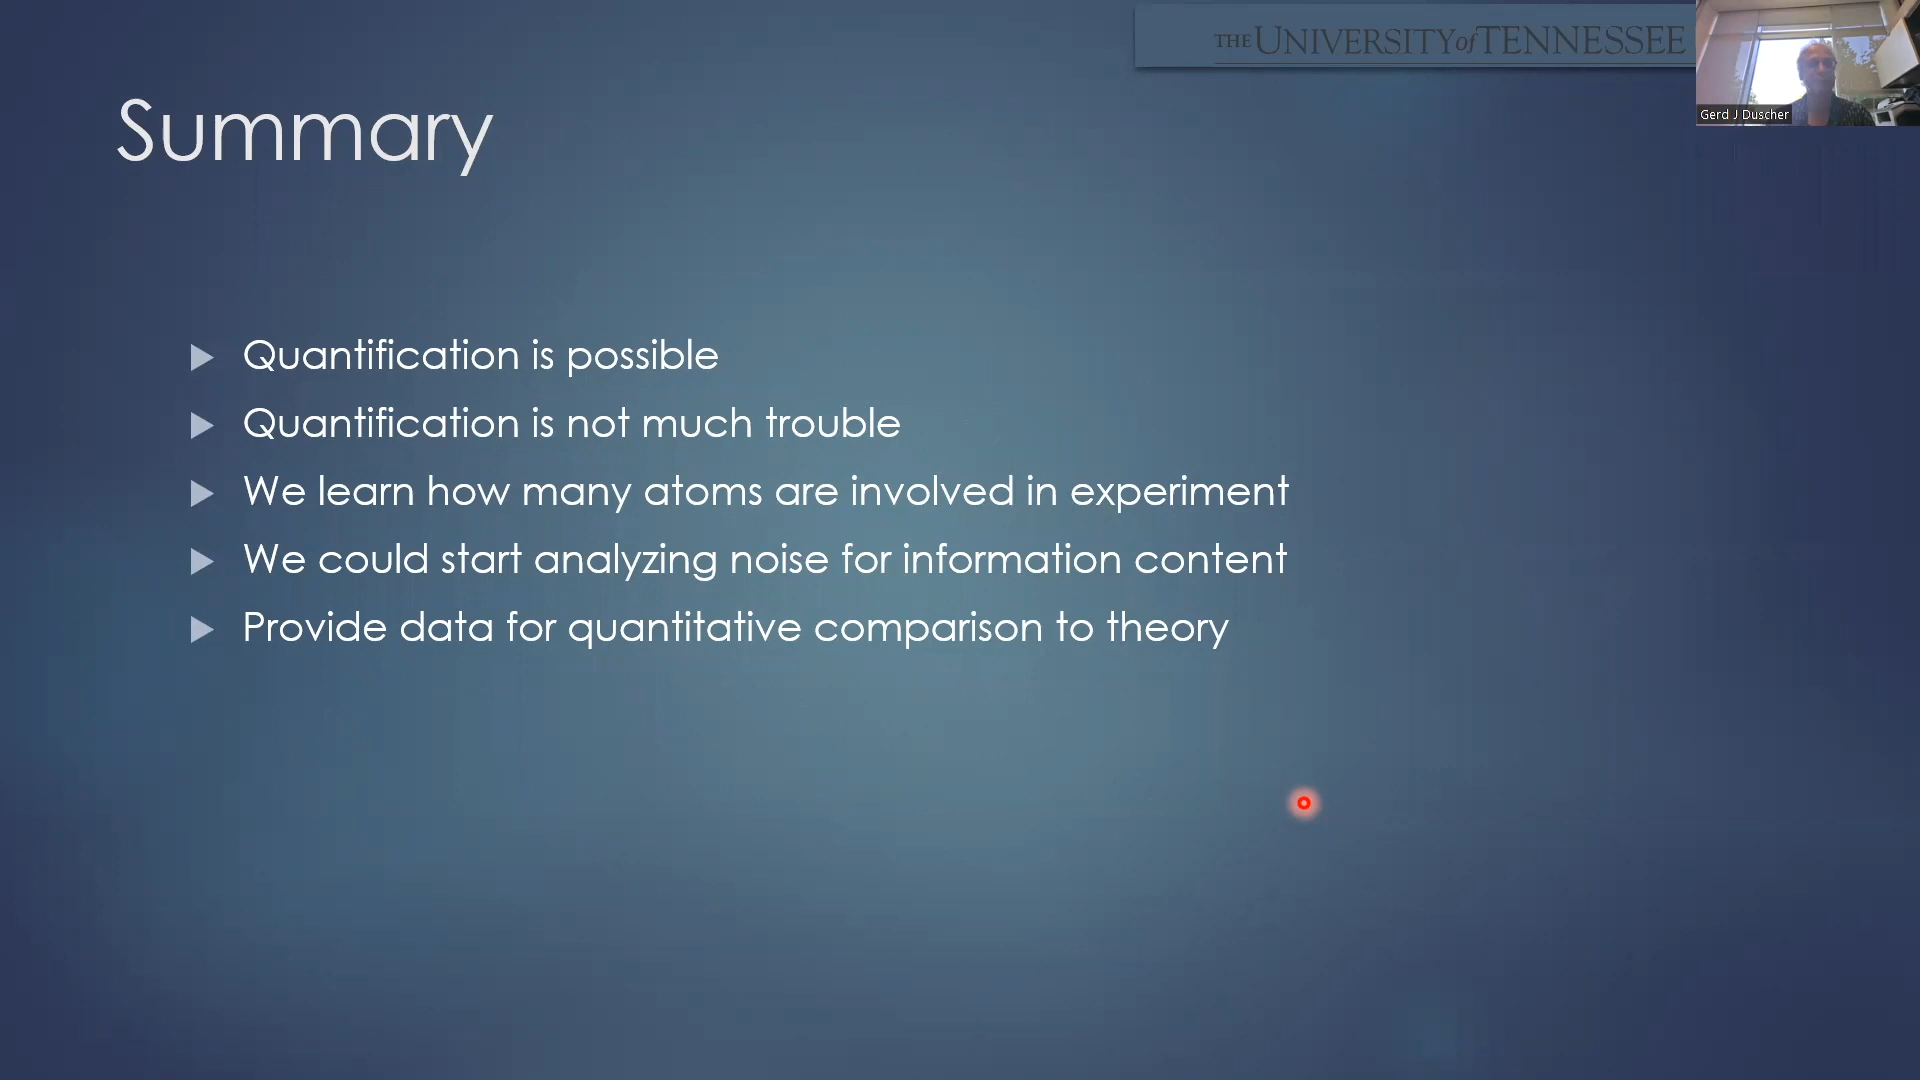 THE UNIVERSITY of TENNESSEE
Gerd J Duscher
Summary
Quantification is possible
Quantification is not much trouble
We learn how many atoms are involved in experiment
We could start analyzing noise for information content
Provide data for quantitative comparison to theory